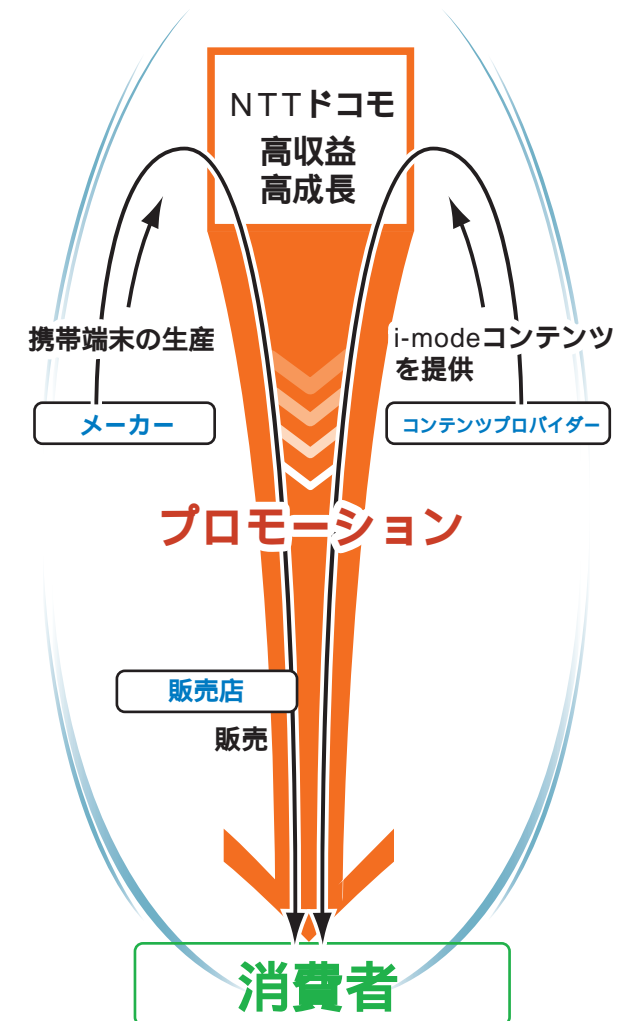 NTTドコモ
高収益
高成長
携帯端末の生産
メーカー
i-modeコンテンツ
を提供
コンテンツプロバイダー
プロモーション
販売店
販売
消費者